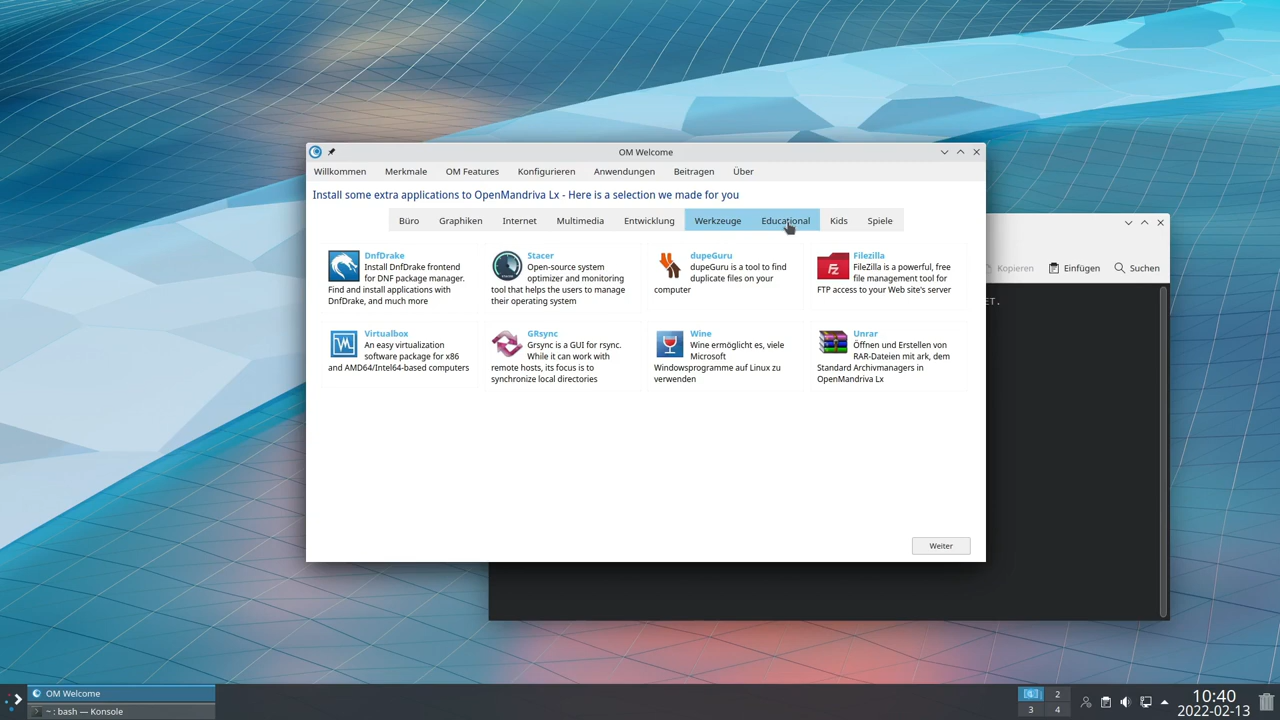 OM Welcome
Willkommen Merkmale OM Features Konfigurieren Anwendungen Beitragen Über
Install some extra applications to OpenMandriva Lx - Here is a selection we made for you
Büro Graphiken Internet Multimedia Entwicklung Werkzeuge Educational Kids Spiele
DnfDrake
Install DnfDrake frontend
for DNF package manager.
Find and install applications with
DnfDrake, and much more
Stacer
Open-source system
optimizer and monitoring
tool that helps the users to manage
their operating system
dupeGuru
dupeGuru is a tool to find
duplicate files on your
computer
Filezilla
FileZilla is a powerful, free
file management tool for
FTP access to your Web site's server
Virtualbox
An easy virtualization
software package for x86
and AMD64/Intel64-based computers
GRsync
Grsync is a GUI for rsync.
While it can work with
remote hosts, its focus is to
synchronize local directories
Wine
Wine ermöglicht es, viele
Microsoft
Windowsprogramme auf Linux zu
verwenden
Unrar
Öffnen und Erstellen von
RAR-Dateien mit ark, dem
Standard Archivmanagers in
OpenMandriva Lx
Weiter
Kopieren Einfügen Suchen
ET.
OM Welcome
~ : bash — Konsole
1 2
3 4
10:40
2022-02-13